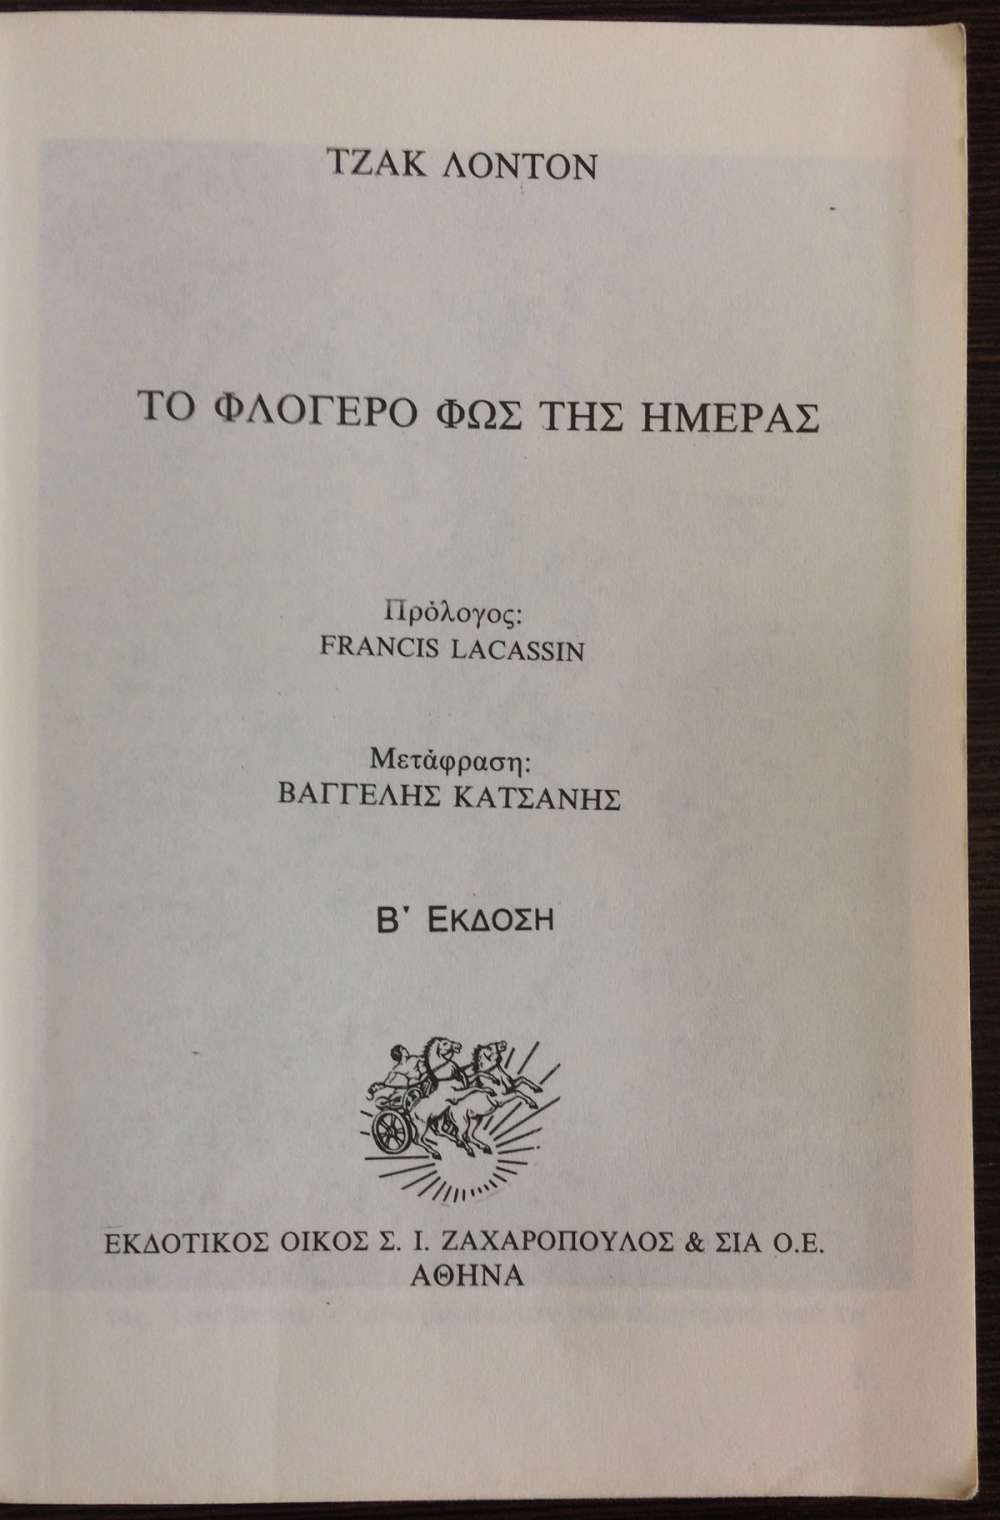 ΤΖΑΚ ΛΟΝΤΟΝ
ΤΟ ΦΛΟΓΕΡΟ ΦΩΣ ΤΗΣ ΗΜΕΡΑΣ
Πρόλογος:
FRANCIS LACASSIN
Μετάφραση:
ΒΑΓΓΕΛΗΣ ΚΑΤΣΑΝΗΣ
Β' ΕΚΔΟΣΗ
ΕΚΔΟΤΙΚΟΣ ΟΙΚΟΣ Σ. Ι. ΖΑΧΑΡΟΠΟΥΛΟΣ & ΣΙΑ Ο.Ε.
ΑΘΗΝΑ